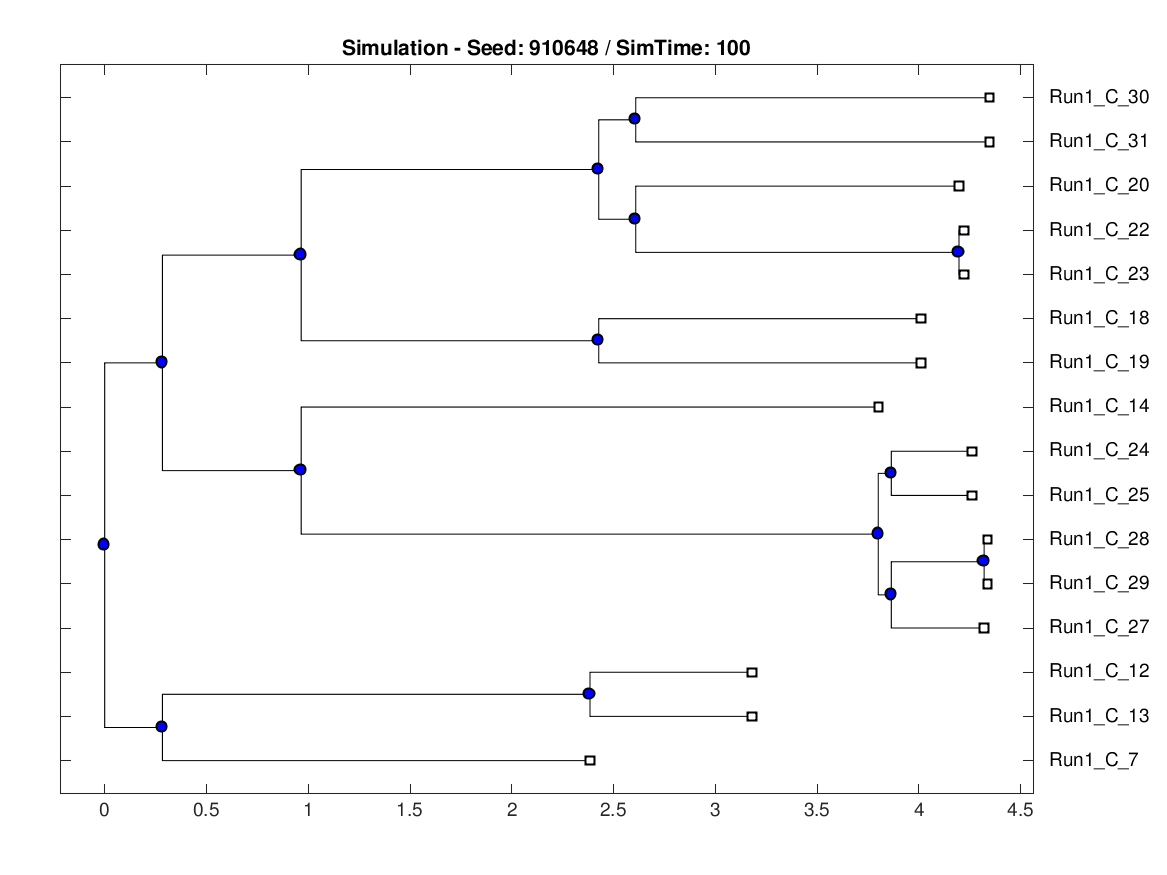 Simulation - Seed: 910648 / SimTime: 100
Run1_C_30
Run1_C_31
Run1_C_20
Run1_C_22
Run1_C_23
Run1_C_18
Run1_C_19
Run1_C_14
Run1_C_24
Run1_C_25
Run1_C_28
Run1_C_29
Run1_C_27
Run1_C_12
Run1_C_13
Run1_C_7
0 0.5 1 1.5 2 2.5 3 3.5 4 4.5